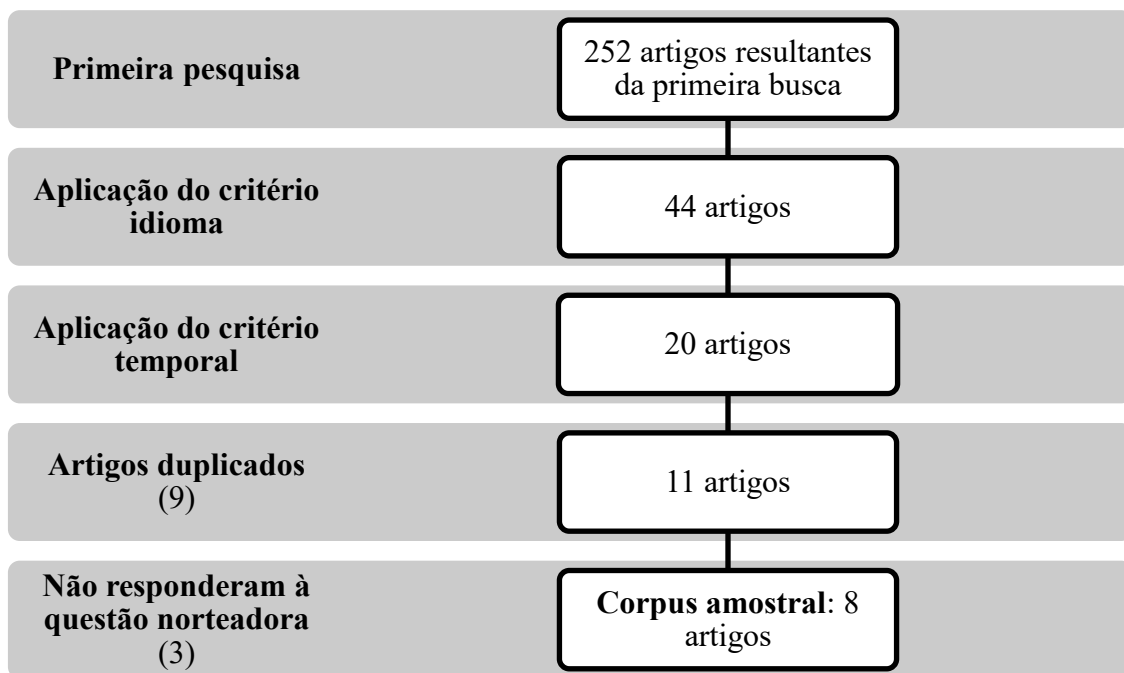 Primeira pesquisa
252 artigos resultantes
da primeira busca
Aplicação do critério
idioma
44 artigos
Aplicação do critério
temporal
20 artigos
Artigos duplicados
(9)
11 artigos
Não responderam à
questão norteadora
(3)
Corpus amostral: 8
artigos